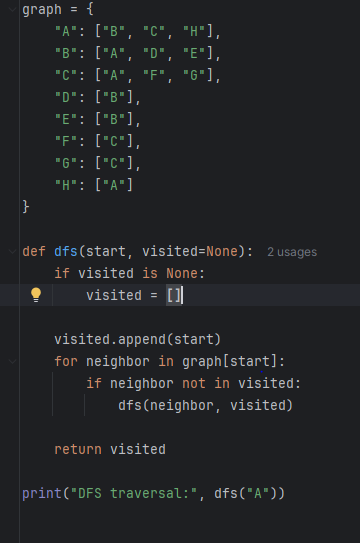 graph = {
    "A": ["B", "C", "H"],
    "B": ["A", "D", "E"],
    "C": ["A", "F", "G"],
    "D": ["B"],
    "E": ["B"],
    "F": ["C"],
    "G": ["C"],
    "H": ["A"]
}
def dfs(start, visited=None): 2 usages
    if visited is None:
        visited = []
    visited.append(start)
    for neighbor in graph[start]:
        if neighbor not in visited:
            dfs(neighbor, visited)
    return visited
print("DFS traversal:", dfs("A"))